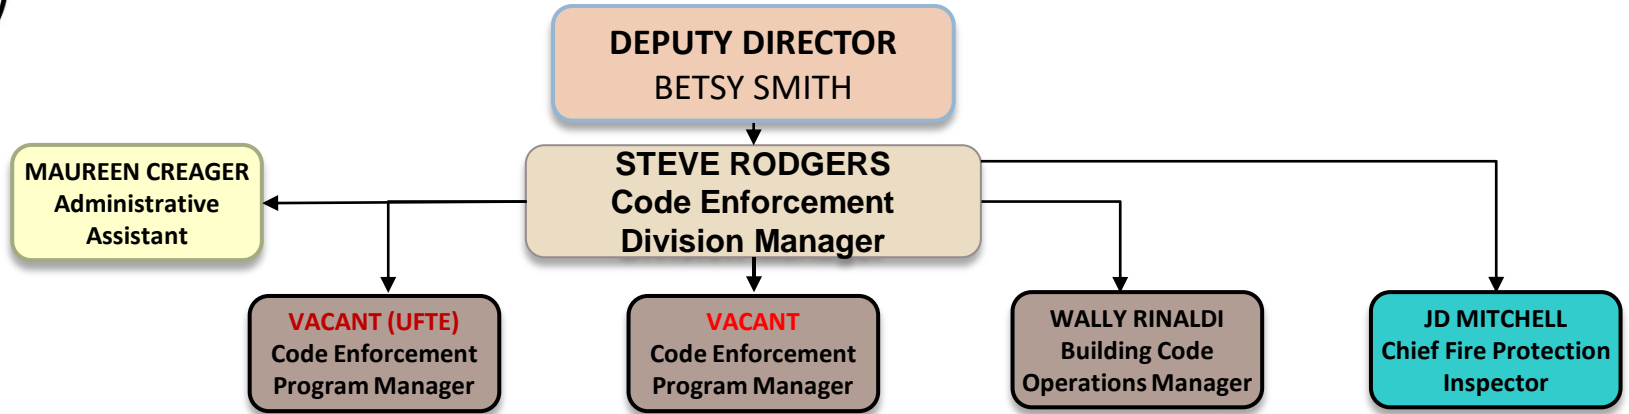 DEPUTY DIRECTOR
BETSY SMITH
MAUREEN CREAGER
Administrative
Assistant
STEVE RODGERS
Code Enforcement
Division Manager
VACANT (UFTE)
Code Enforcement
Program Manager
VACANT
Code Enforcement
Program Manager
WALLY RINALDI
Building Code
Operations Manager
JD MITCHELL
Chief Fire Protection
Inspector